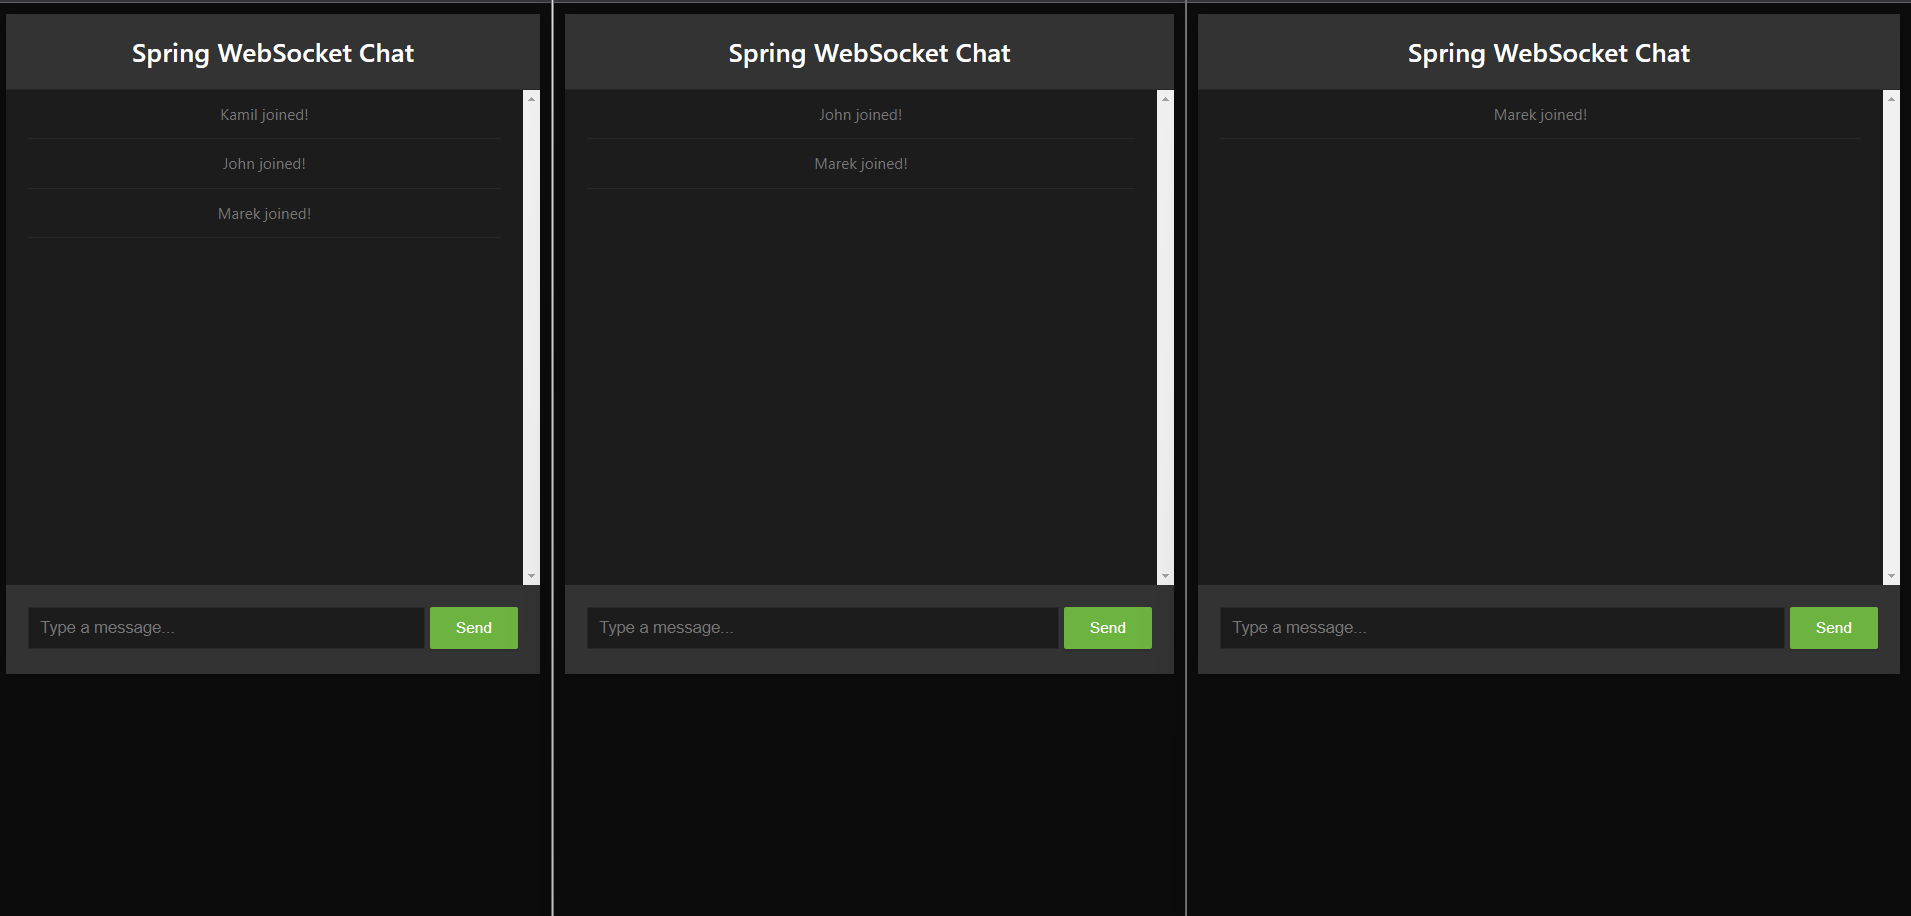 Spring WebSocket Chat
Kamil joined!
John joined!
Marek joined!
Type a message...
Send
Spring WebSocket Chat
John joined!
Marek joined!
Type a message...
Send
Spring WebSocket Chat
Marek joined!
Type a message...
Send